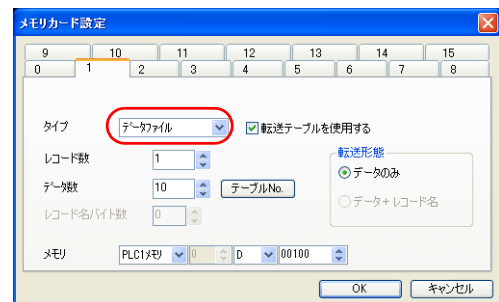 メモリカード設定
9 10 11 12 13 14 15
0 1 2 3 4 5 6 7 8
タイプ データファイル 転送テーブルを使用する
レコード数 1
転送形態
データのみ
データ数 10 テーブルNo.
データ+レコード名
レコード名バイト数 0
メモリ PLC1メモリ 0 D 00100
OK キャンセル